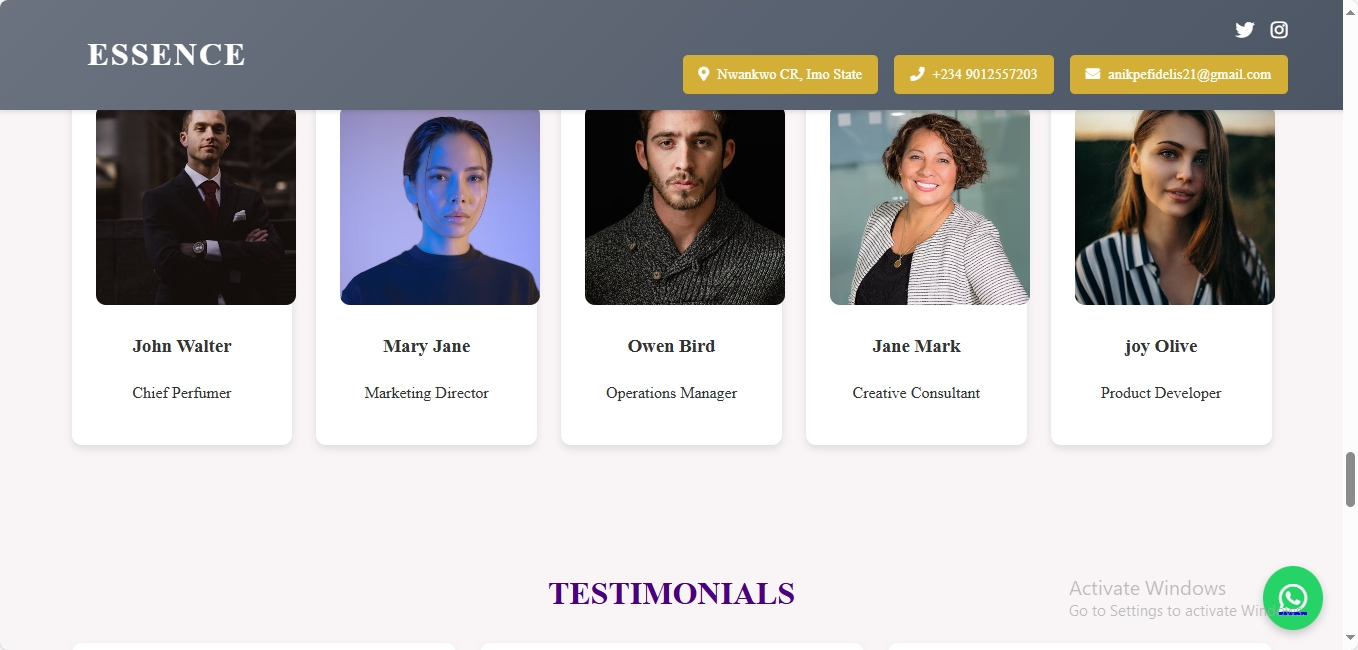 ESSENCE
Nwankwo CR, Imo State
+234 9012557203
anikpefidelis21@gmail.com
John Walter
Mary Jane
Owen Bird
Jane Mark
joy Olive
Chief Perfumer
Marketing Director
Operations Manager
Creative Consultant
Product Developer
TESTIMONIALS
Activate Windows
Go to Settings to activate Win